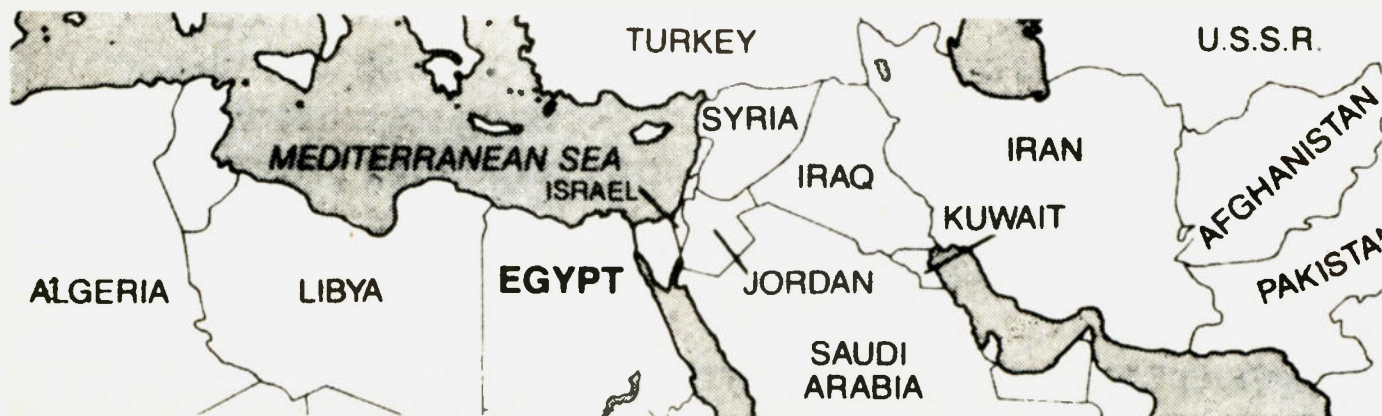 TURKEY
U.S.S.R.
SYRIA
MEDITERRANEAN SEA
IRAN
AFGHANISTAN
IRAQ
ISRAEL
KUWAIT
EGYPT
JORDAN
ALGERIA
LIBYA
PAKISTAN
SAUDI
ARABIA